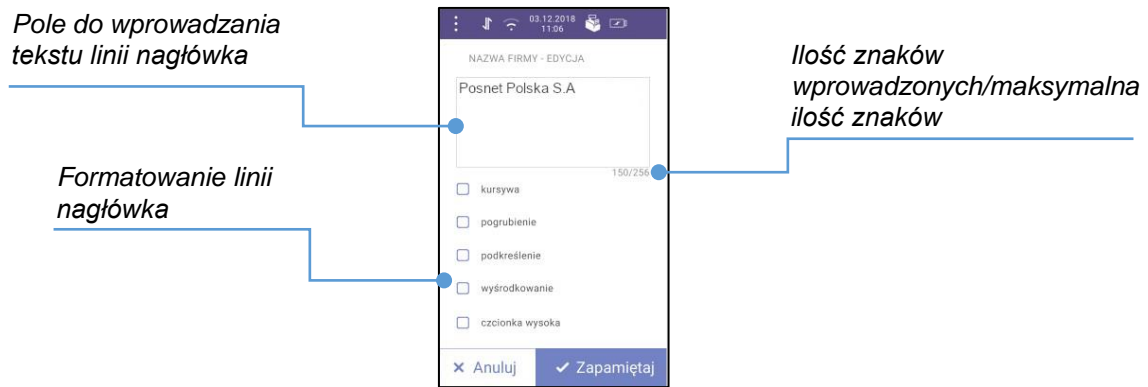 Pole do wprowadzania
tekstu linii nagłówka
Formatowanie linii
nagłówka
03.12.2018
11:06
NAZWA FIRMY - EDYCJA
Posnet Polska S.A
150/256
kursywa
pogrubienie
podkreślenie
wyśrodkowanie
czcionka wysoka
Anuluj
Zapamiętaj
Ilość znaków
wprowadzonych/maksymalna
ilość znaków